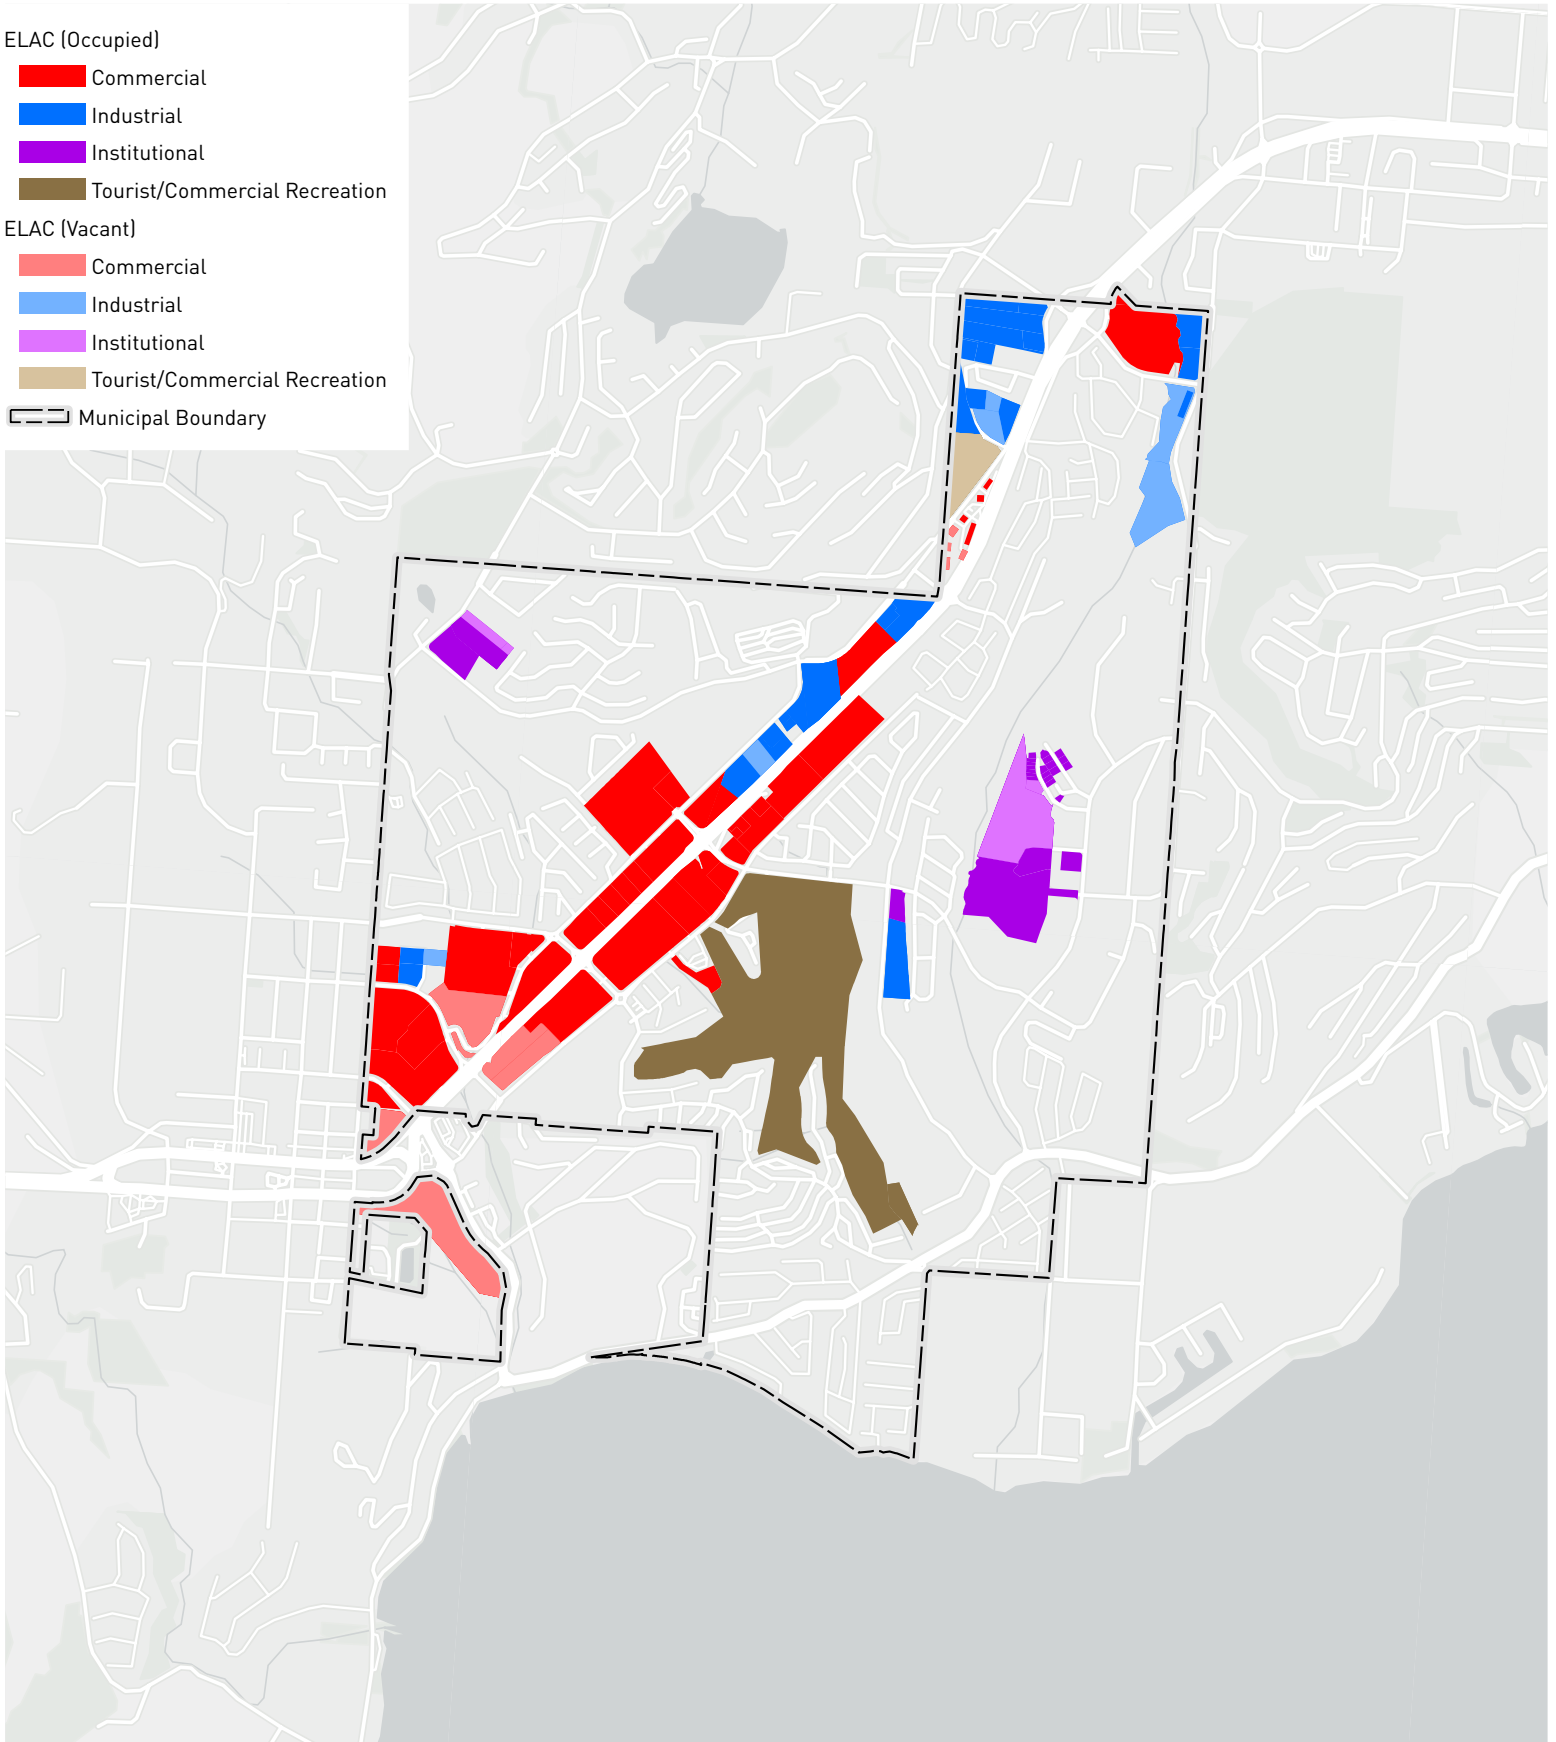 ELAC (Occupied)
Commercial
Industrial
Institutional
Tourist/Commercial Recreation
ELAC (Vacant)
Commercial
Industrial
Institutional
Tourist/Commercial Recreation
Municipal Boundary